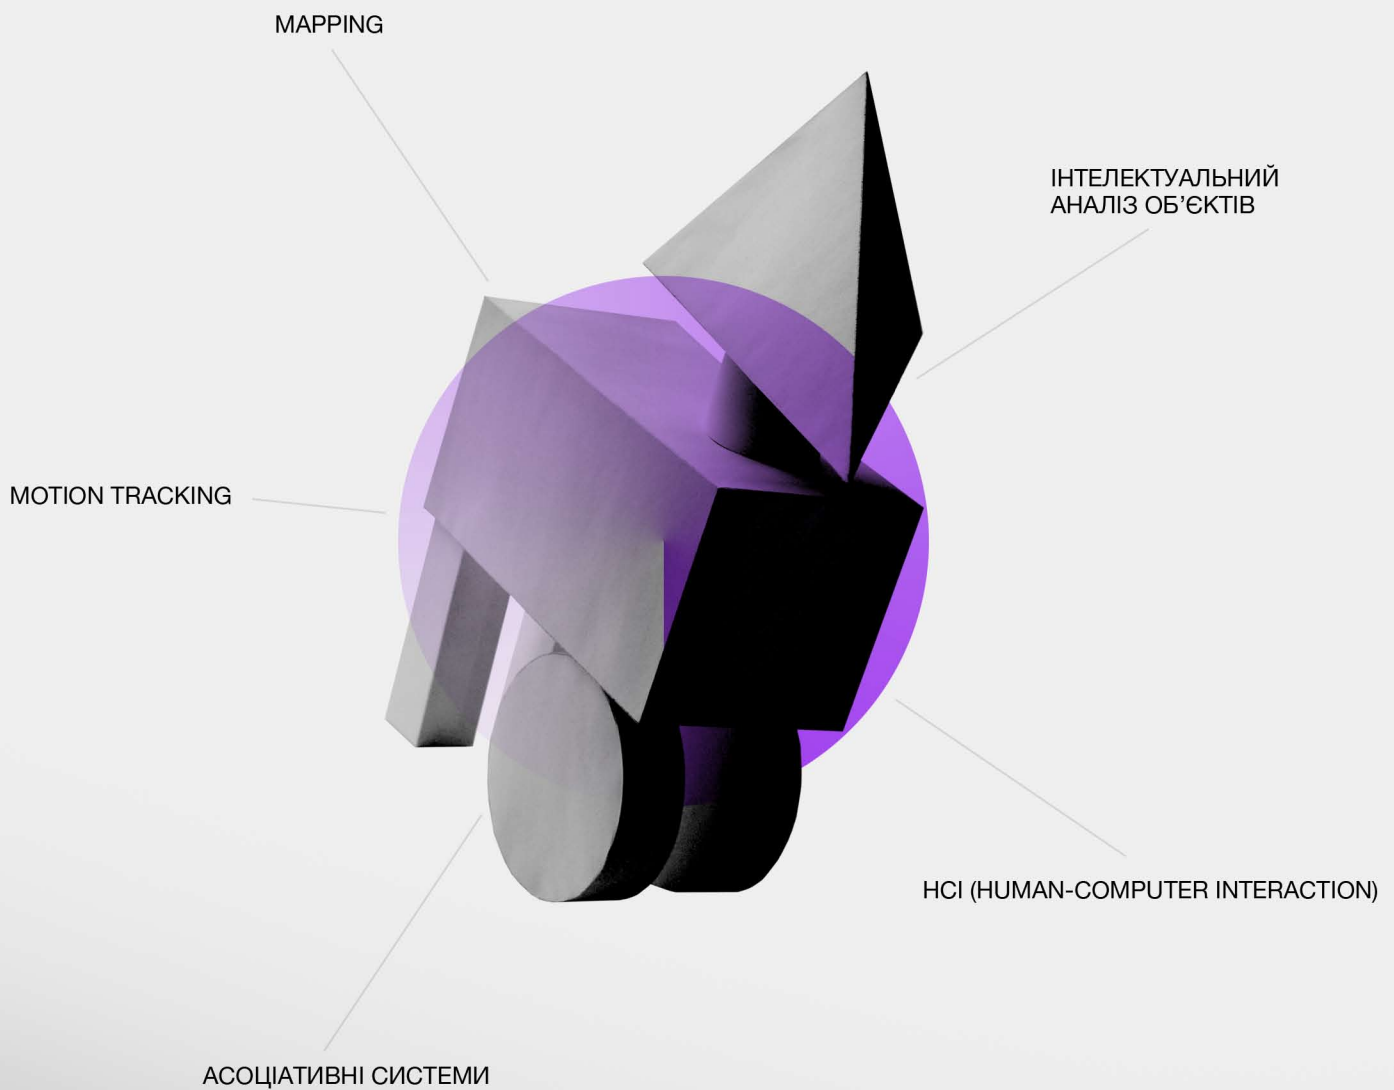 MAPPING
ІНТЕЛЕКТУАЛЬНИЙ
АНАЛІЗ ОБ’ЄКТІВ
MOTION TRACKING
HCI (HUMAN-COMPUTER INTERACTION)
АСОЦІАТИВНІ СИСТЕМИ